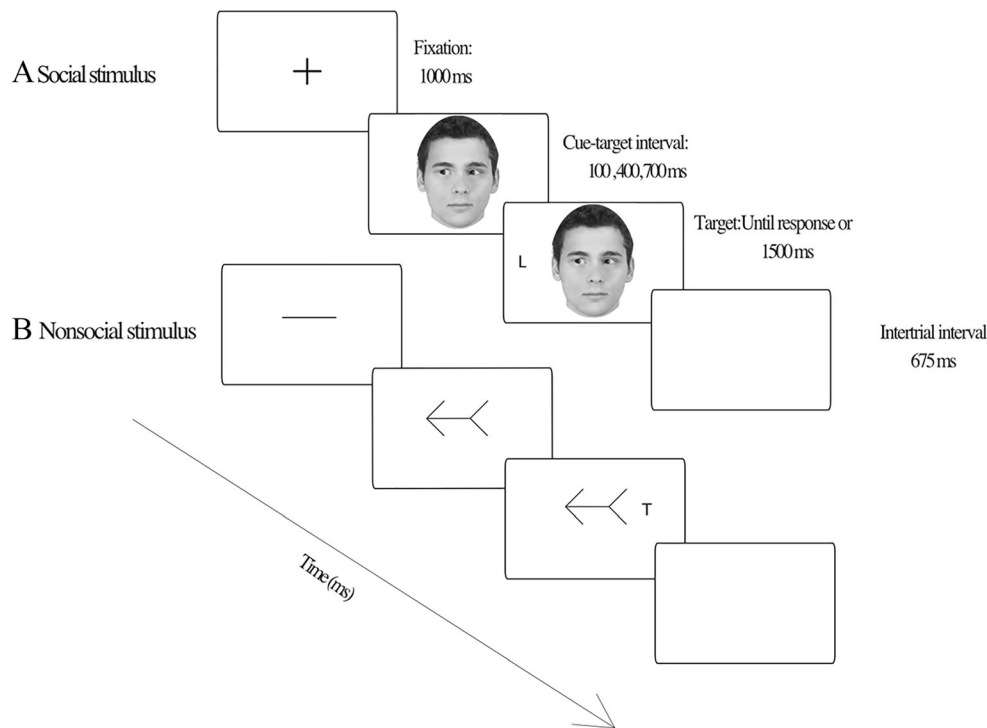 A Social stimulus
Fixation:
1000 ms
Cue-target interval:
100 ,400,700 ms
Target:Until response or
1500 ms
L
Intertrial interval
675 ms
B Nonsocial stimulus
T
Time (ms)